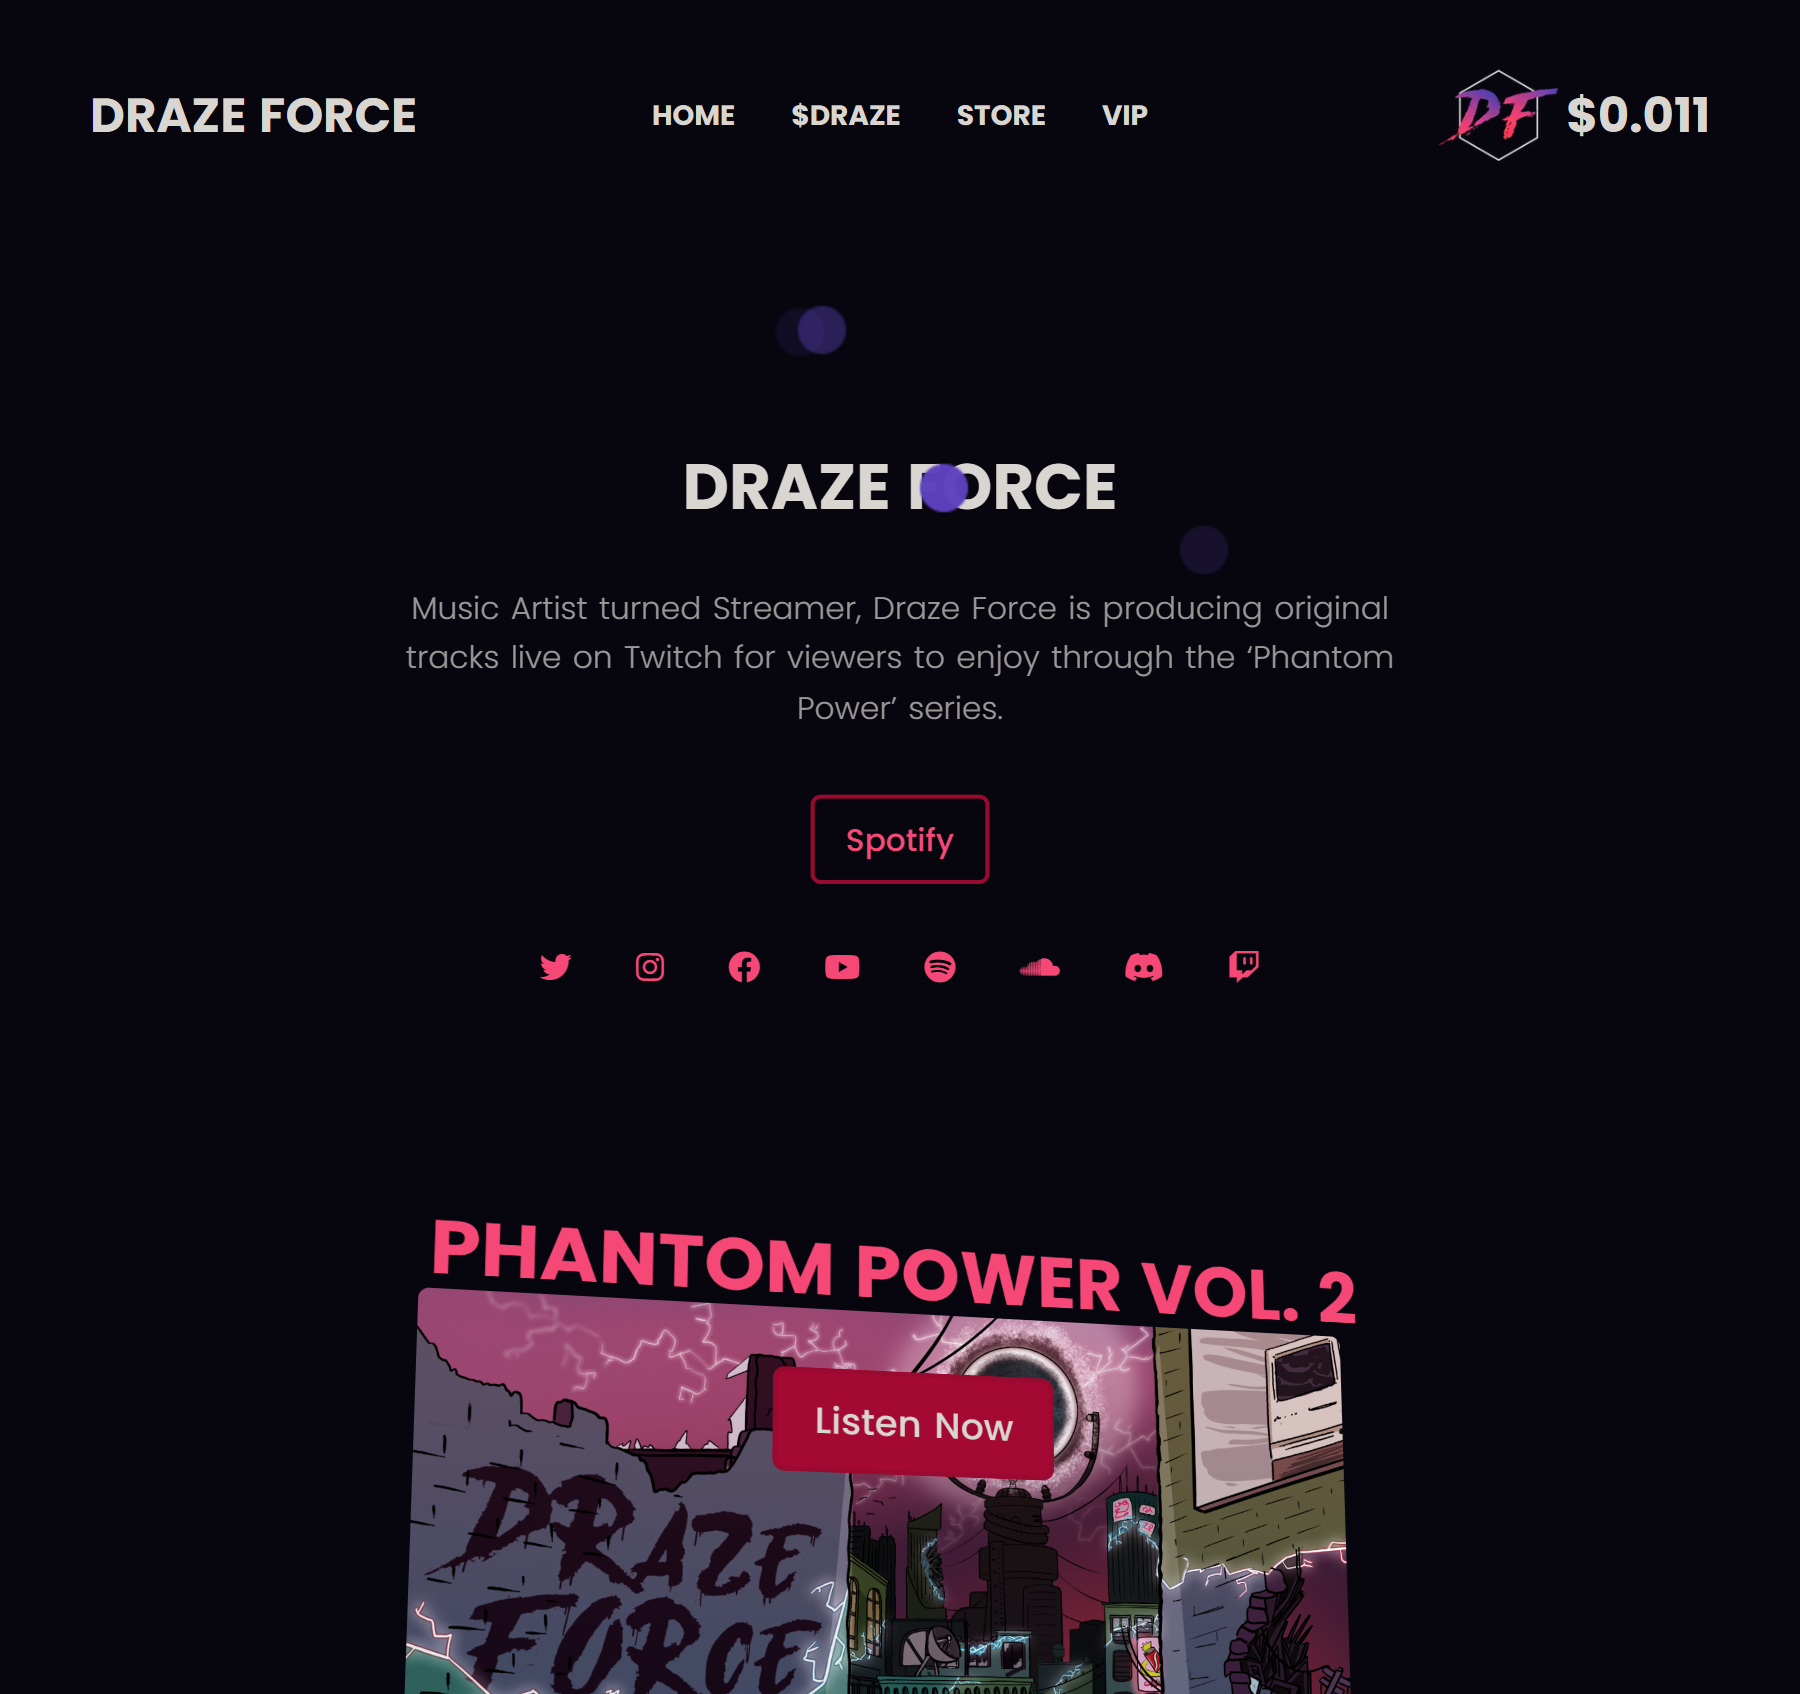 DRAZE FORCE
HOME $DRAZE STORE VIP
DF $0.011
DRAZE FORCE
Music Artist turned Streamer, Draze Force is producing original
tracks live on Twitch for viewers to enjoy through the ‘Phantom
Power’ series.
Spotify
PHANTOM POWER VOL. 2
Listen Now
DRAZE
FORCE